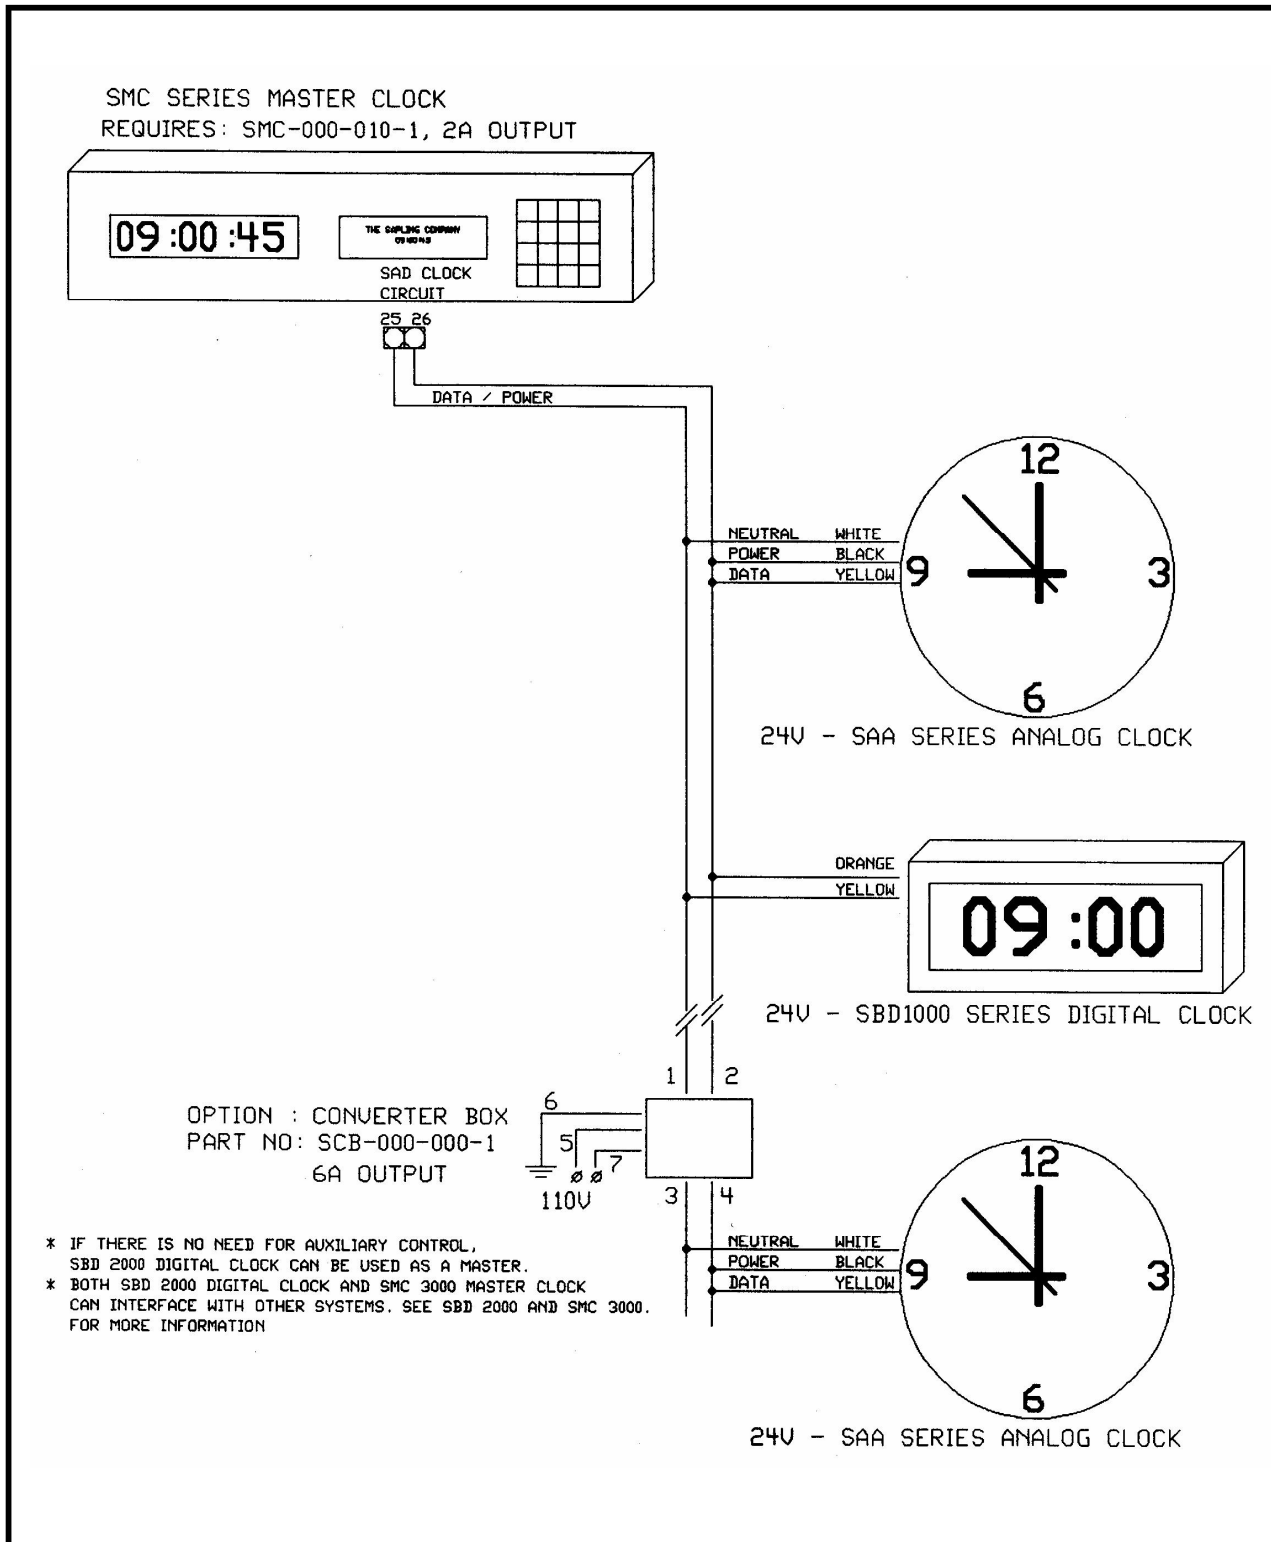 SMC SERIES MASTER CLOCK
REQUIRES: SMC-000-010-1, 2A OUTPUT
09:00:45
THE SAPLING COMPANY
09:00:45
SAD CLOCK
CIRCUIT
25 26
DATA / POWER
12
NEUTRAL WHITE
POWER BLACK
DATA YELLOW
9
3
6
24V - SAA SERIES ANALOG CLOCK
ORANGE
YELLOW
09:00
24V - SBD1000 SERIES DIGITAL CLOCK
1 2
OPTION : CONVERTER BOX
PART NO: SCB-000-000-1
6A OUTPUT
6
5
7
110V
3 4
12
NEUTRAL WHITE
POWER BLACK
DATA YELLOW
9
3
6
24V - SAA SERIES ANALOG CLOCK
* IF THERE IS NO NEED FOR AUXILIARY CONTROL,
SBD 2000 DIGITAL CLOCK CAN BE USED AS A MASTER.
* BOTH SBD 2000 DIGITAL CLOCK AND SMC 3000 MASTER CLOCK
CAN INTERFACE WITH OTHER SYSTEMS. SEE SBD 2000 AND SMC 3000.
FOR MORE INFORMATION